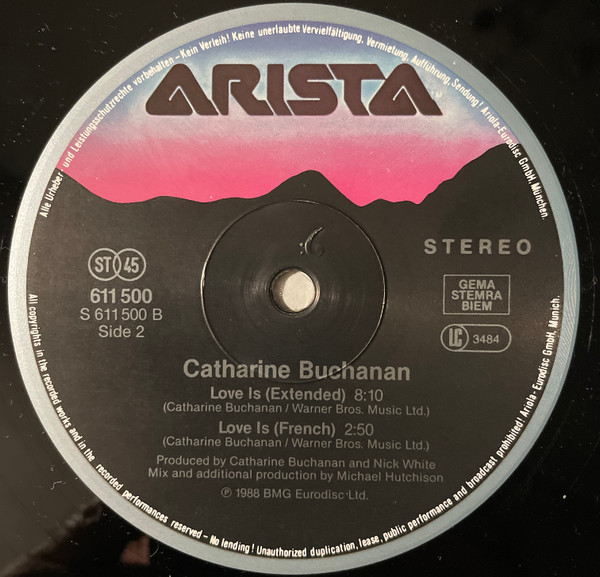 Alle Urheber- und Leistungsschutzrechte vorbehalten – Kein Verleih! Keine unerlaubte Vervielfältigung, Vermietung, Aufführung, Sendung! Ariola-Eurodisc GmbH, München.
ARISTA
STEREO
ST 45
611 500
S 611 500 B
Side 2
GEMA
STEMRA
BIEM
LC 3484
Catharine Buchanan
Love Is (Extended) 8:10
(Catharine Buchanan / Warner Bros. Music Ltd.)
Love Is (French) 2:50
(Catharine Buchanan / Warner Bros. Music Ltd.)
Produced by Catharine Buchanan and Nick White
Mix and additional production by Michael Hutchison
℗ 1988 BMG Eurodisc Ltd.
All copyrights in the recorded works and in the recorded performances reserved – No lending! Unauthorized duplication, lease, public performance and broadcast prohibited! Ariola-Eurodisc GmbH, Munich.